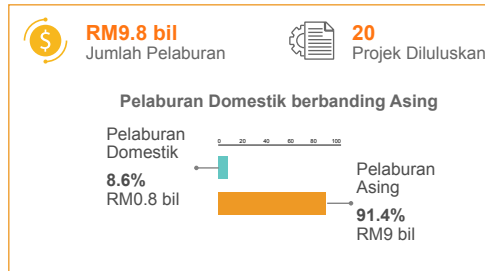 RM9.8 bil
Jumlah Pelaburan
20
Projek Diluluskan
Pelaburan Domestik berbanding Asing
Pelaburan
Domestik
8.6%
RM0.8 bil
0 20 40 60 80 100
Pelaburan
Asing
91.4%
RM9 bil